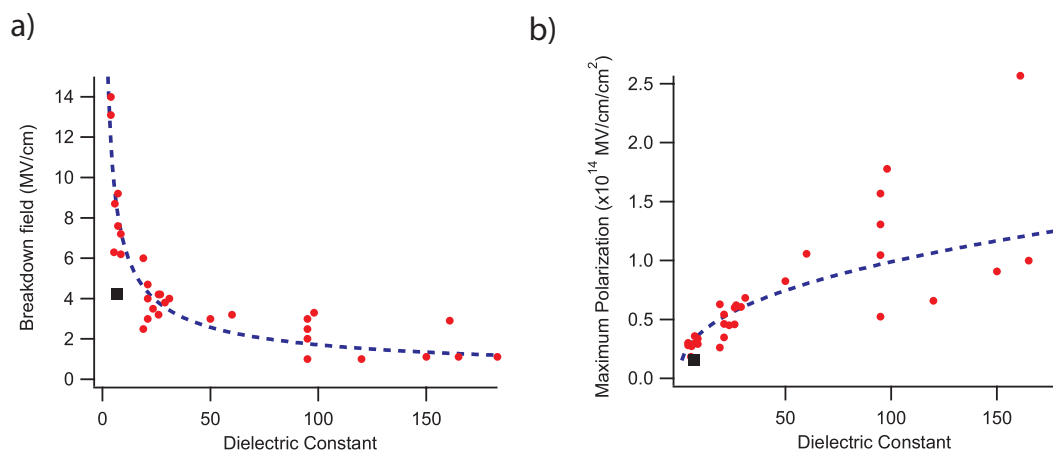 a)
Breakdown field (MV/cm)
14
12
10
8
6
4
2
0
0 50 100 150
Dielectric Constant
b)
Maximum Polarization (x10¹⁴ MV/cm/cm²)
2.5
2.0
1.5
1.0
0.5
0.0
50 100 150
Dielectric Constant